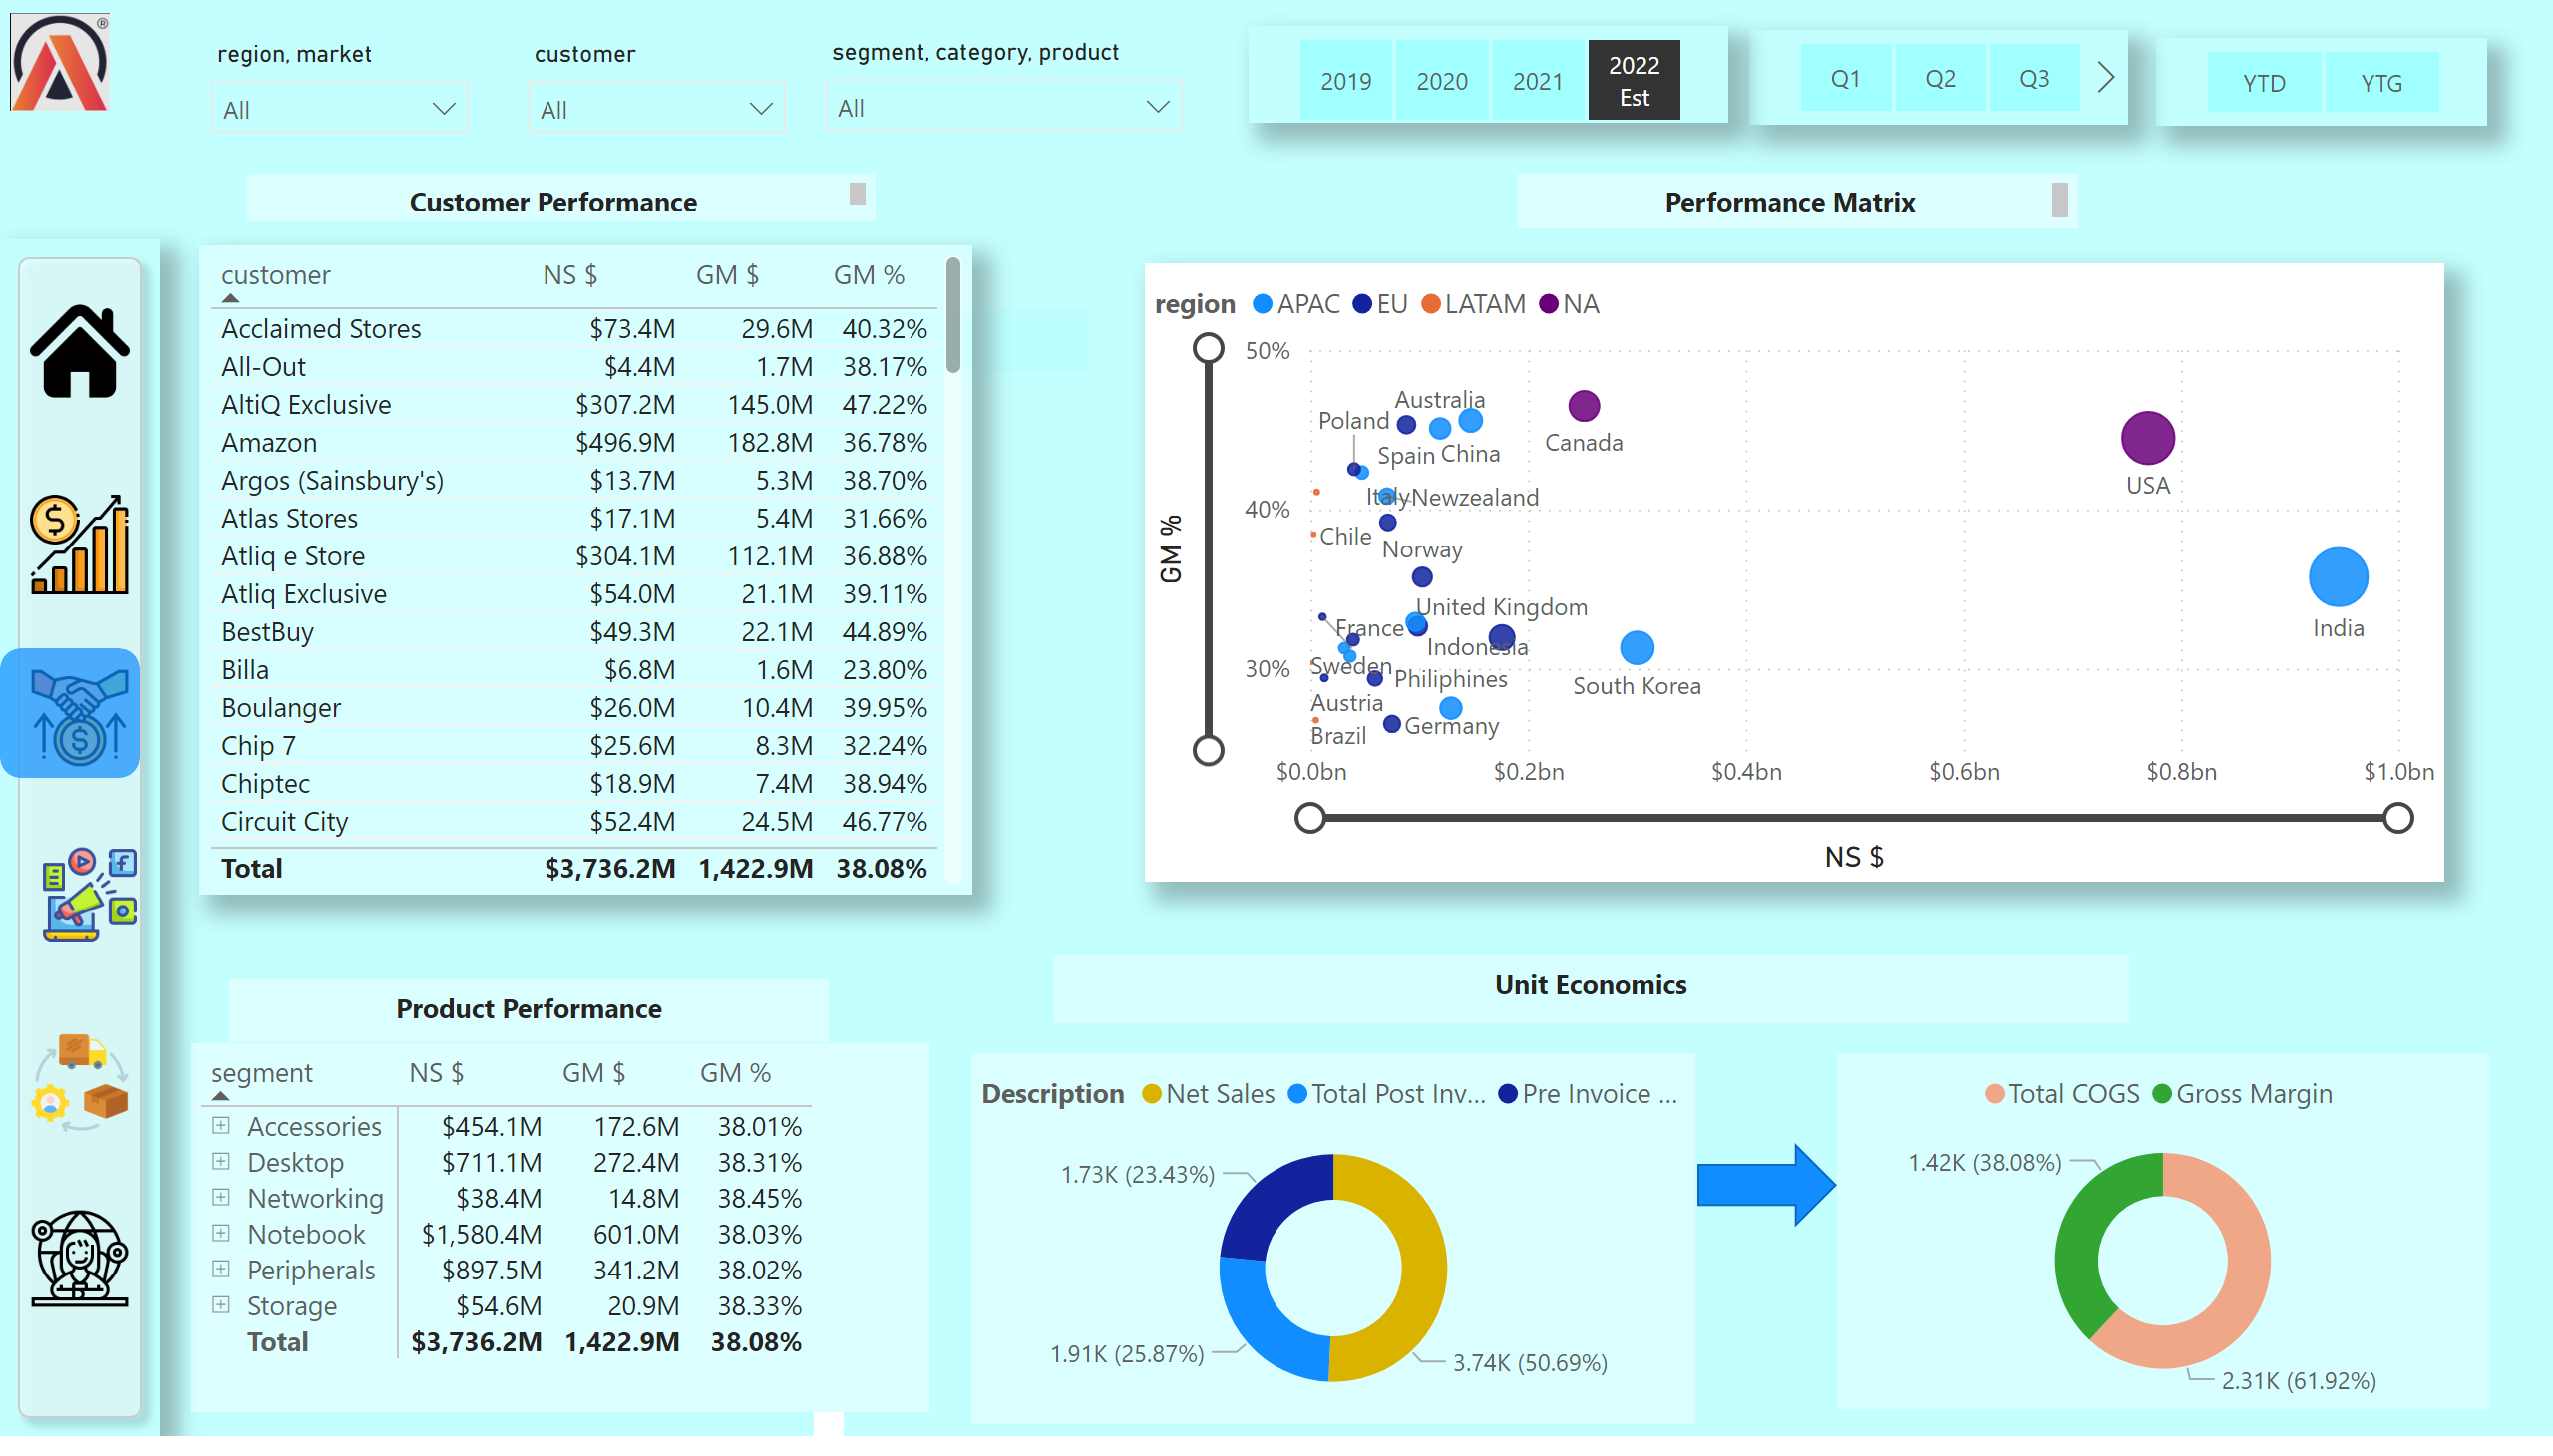 region, market
customer
segment, category, product
All
All
All
2019
2020
2021
2022
Est
Q1
Q2
Q3
YTD
YTG
Customer Performance
customer NS $ GM $ GM %
Acclaimed Stores $73.4M 29.6M 40.32%
All-Out $4.4M 1.7M 38.17%
AltiQ Exclusive $307.2M 145.0M 47.22%
Amazon $496.9M 182.8M 36.78%
Argos (Sainsbury's) $13.7M 5.3M 38.70%
Atlas Stores $17.1M 5.4M 31.66%
Atliq e Store $304.1M 112.1M 36.88%
Atliq Exclusive $54.0M 21.1M 39.11%
BestBuy $49.3M 22.1M 44.89%
Billa $6.8M 1.6M 23.80%
Boulanger $26.0M 10.4M 39.95%
Chip 7 $25.6M 8.3M 32.24%
Chiptec $18.9M 7.4M 38.94%
Circuit City $52.4M 24.5M 46.77%
Total $3,736.2M 1,422.9M 38.08%
Performance Matrix
region APAC EU LATAM NA
GM %
50%
40%
30%
Australia
Poland
Spain
China
Canada
USA
Italy
Newzealand
Chile
Norway
United Kingdom
France
Indonesia
India
Sweden
Philiphines
South Korea
Austria
Germany
Brazil
$0.0bn $0.2bn $0.4bn $0.6bn $0.8bn $1.0bn
NS $
Product Performance
segment NS $ GM $ GM %
Accessories $454.1M 172.6M 38.01%
Desktop $711.1M 272.4M 38.31%
Networking $38.4M 14.8M 38.45%
Notebook $1,580.4M 601.0M 38.03%
Peripherals $897.5M 341.2M 38.02%
Storage $54.6M 20.9M 38.33%
Total $3,736.2M 1,422.9M 38.08%
Unit Economics
Description Net Sales Total Post Inv... Pre Invoice ...
1.73K (23.43%)
1.91K (25.87%)
3.74K (50.69%)
Total COGS Gross Margin
1.42K (38.08%)
2.31K (61.92%)